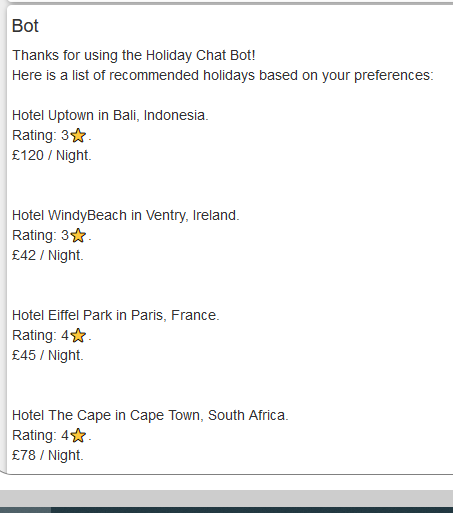 Bot
Thanks for using the Holiday Chat Bot!
Here is a list of recommended holidays based on your preferences:
Hotel Uptown in Bali, Indonesia.
Rating: 3⭐.
£120 / Night.
Hotel WindyBeach in Ventry, Ireland.
Rating: 3⭐.
£42 / Night.
Hotel Eiffel Park in Paris, France.
Rating: 4⭐.
£45 / Night.
Hotel The Cape in Cape Town, South Africa.
Rating: 4⭐.
£78 / Night.